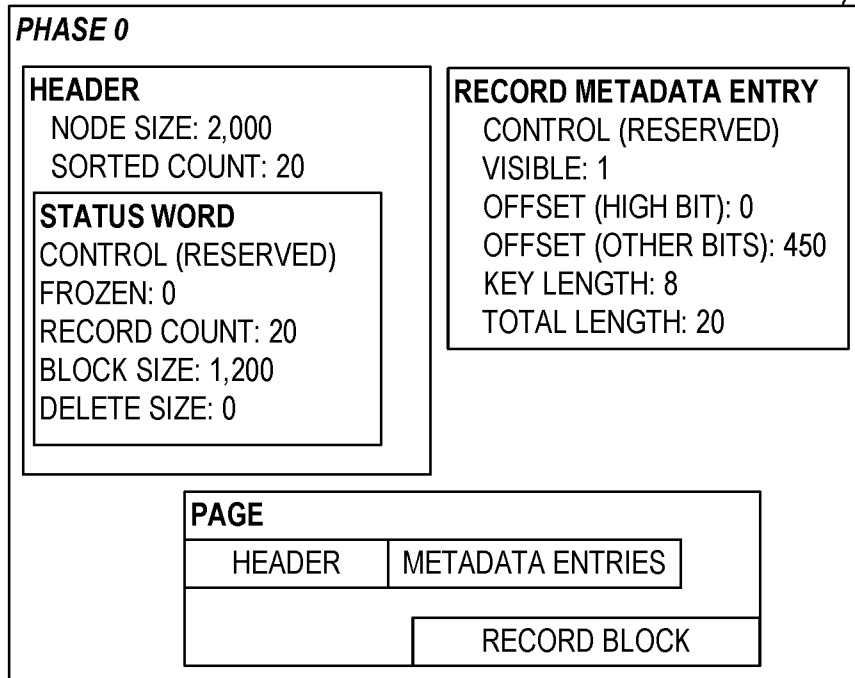 PHASE 0
HEADER
NODE SIZE: 2,000
SORTED COUNT: 20
STATUS WORD
CONTROL (RESERVED)
FROZEN: 0
RECORD COUNT: 20
BLOCK SIZE: 1,200
DELETE SIZE: 0
RECORD METADATA ENTRY
CONTROL (RESERVED)
VISIBLE: 1
OFFSET (HIGH BIT): 0
OFFSET (OTHER BITS): 450
KEY LENGTH: 8
TOTAL LENGTH: 20
PAGE
HEADER
METADATA ENTRIES
RECORD BLOCK